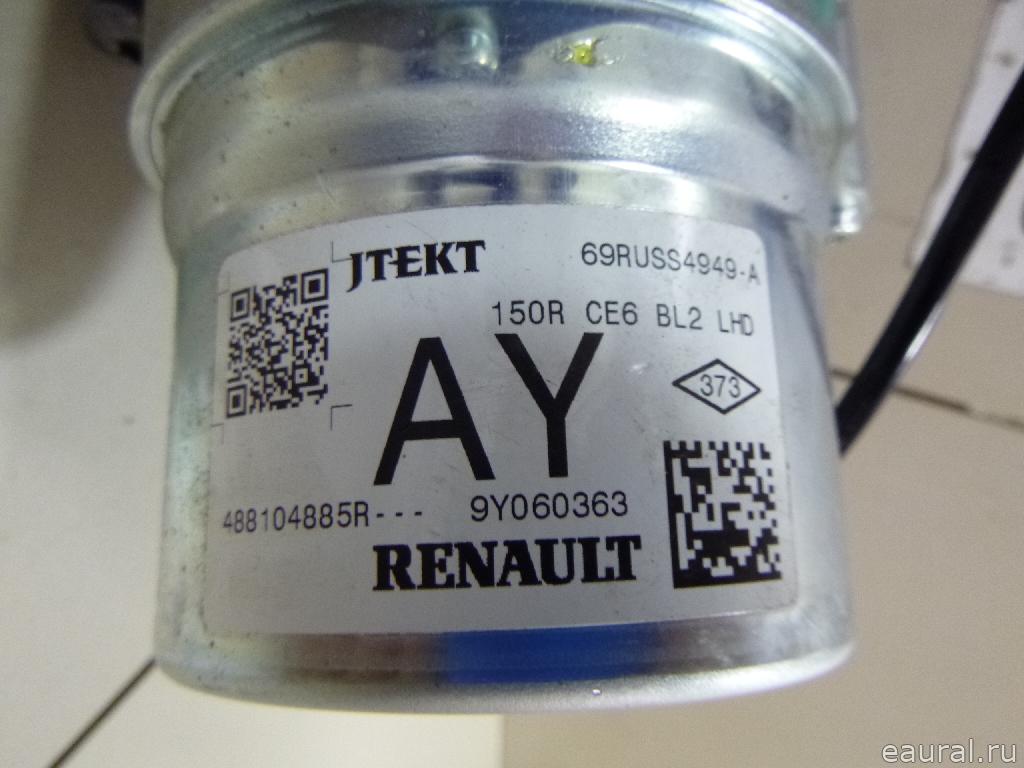 JTEKT 69RUSS4949-A
150R CE6 BL2 LHD
AY
373
488104885R--- 9Y060363
RENAULT
eaural.ru